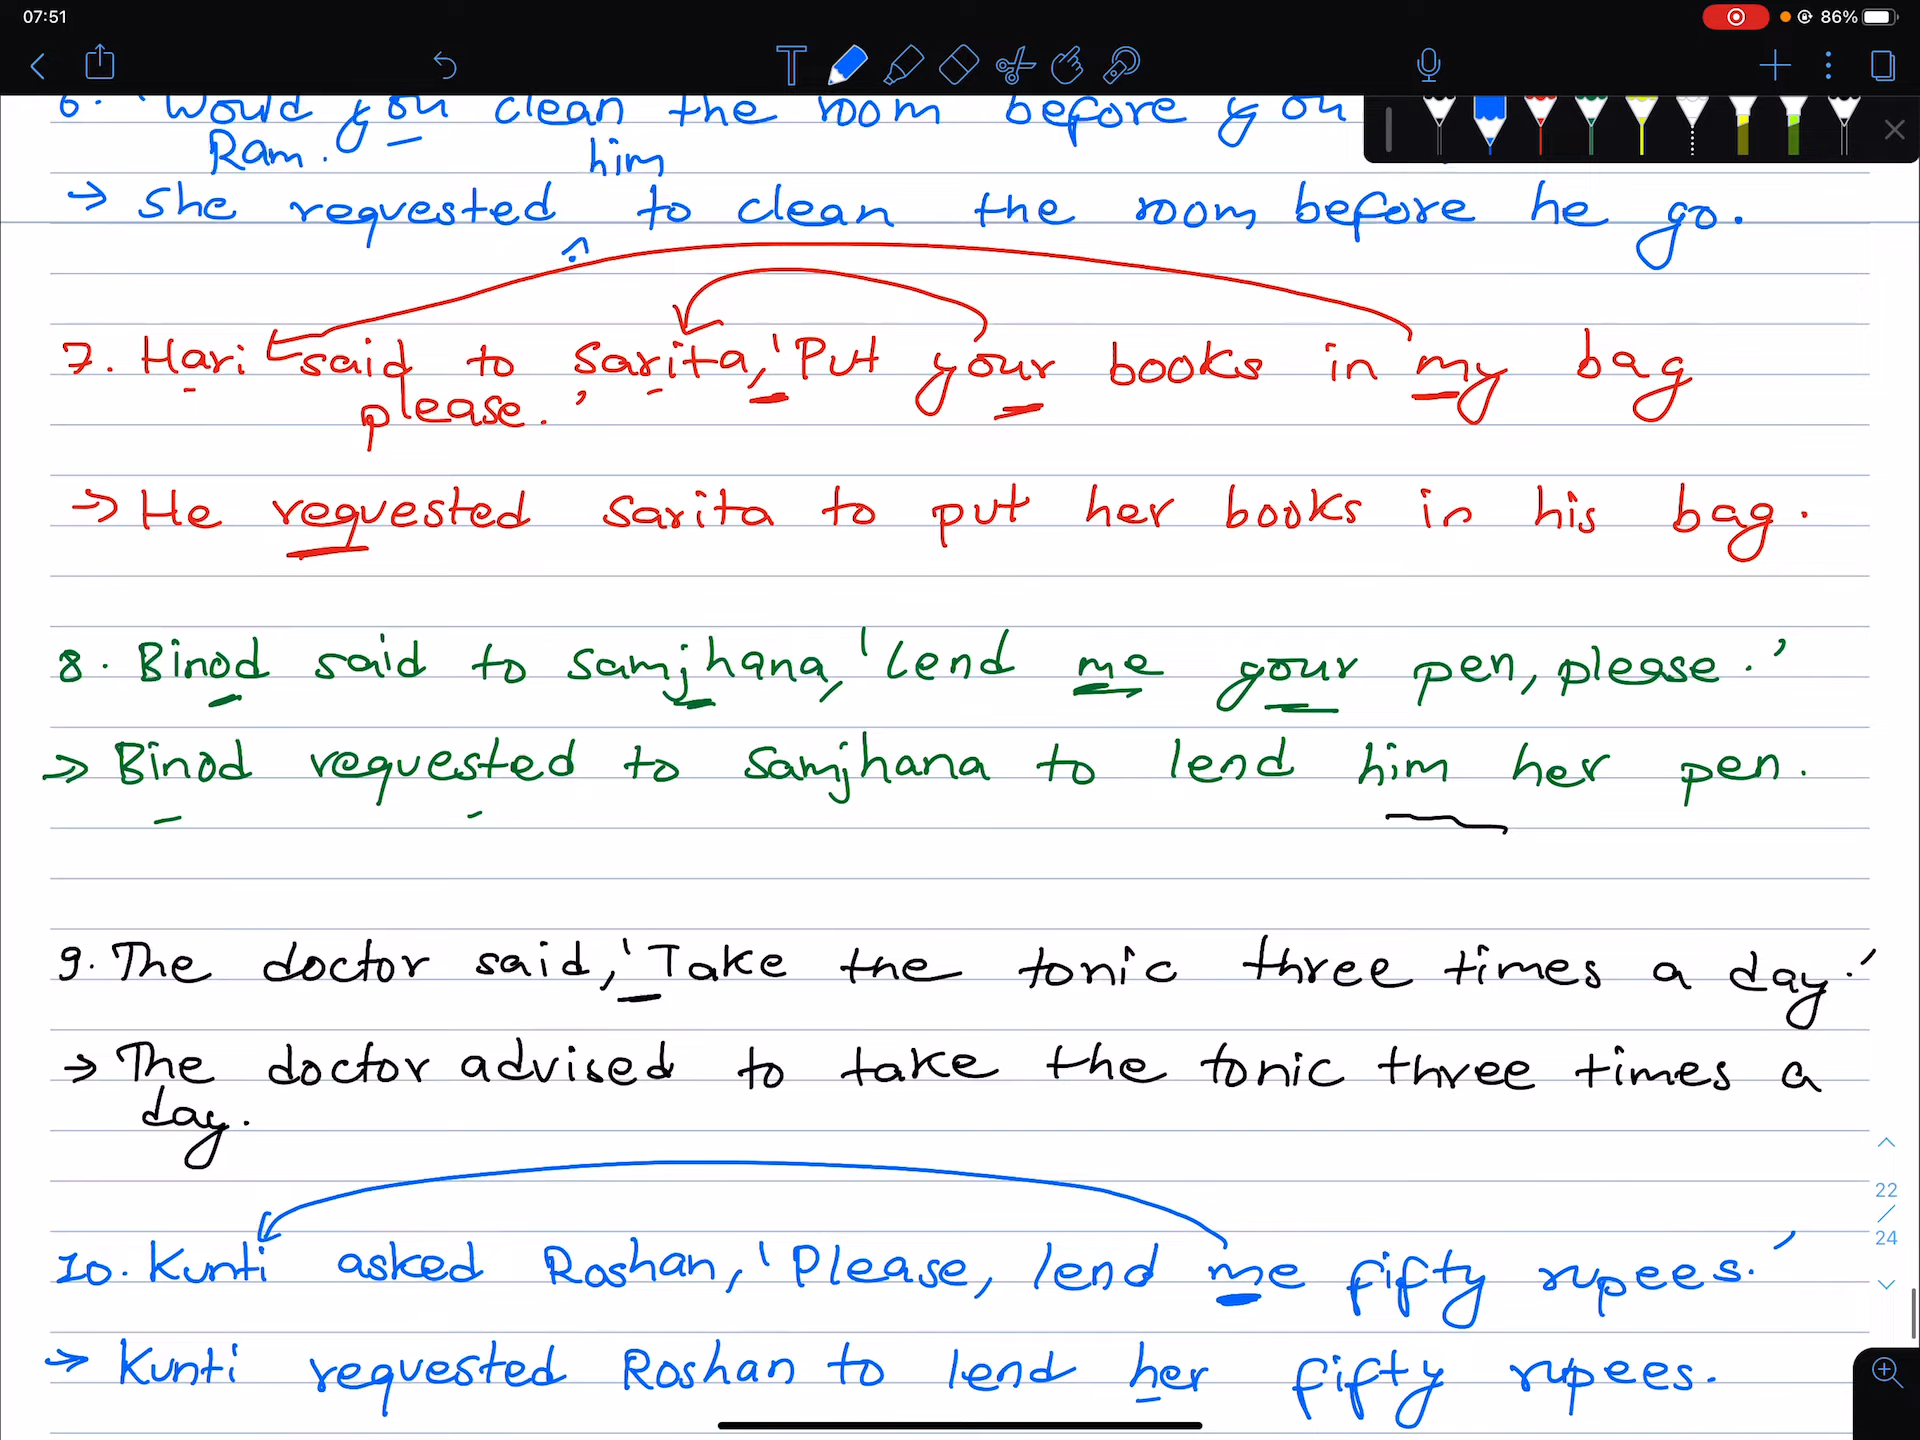 07:51
86%
6. 'Would you clean the room before you
Ram.
him
→ She requested to clean the room before he go.
7. Hari said to Sarita, 'Put your books in my bag
please.'
→ He requested Sarita to put her books in his bag.
8. Binod said to Samjhana, 'lend me your pen, please.'
→ Binod requested to Samjhana to lend him her pen.
9. The doctor said, 'Take the tonic three times a day.'
→ The doctor advised to take the tonic three times a
day.
22
/
24
10. Kunti asked Roshan, 'Please, lend me fifty rupees.'
→ Kunti requested Roshan to lend her fifty rupees.